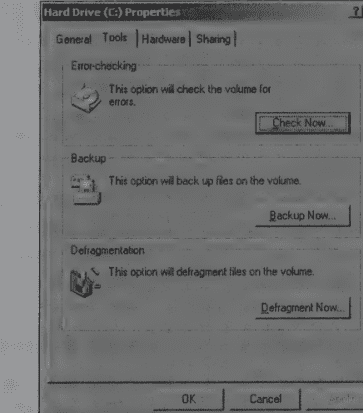 Hard Drive (C:) Properties ?
General Tools Hardware Sharing
Error-checking
This option will check the volume for
errors.
Check Now...
Backup
This option will back up files on the volume.
Backup Now...
Defragmentation
This option will defragment files on the volume.
Defragment Now...
OK Cancel